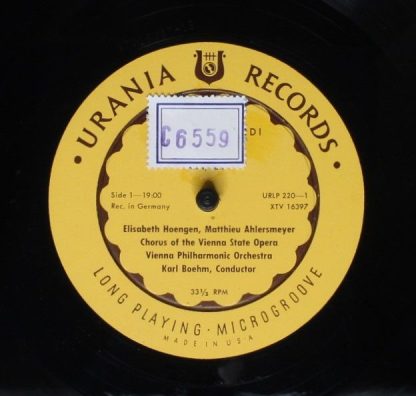 URANIA RECORDS
DI
C6559
Side 1—19:00
Rec. in Germany
URLP 220—1
XTV 16397
Elisabeth Hoengen, Matthieu Ahlersmeyer
Chorus of the Vienna State Opera
Vienna Philharmonic Orchestra
Karl Boehm, Conductor
33⅓ RPM
LONG PLAYING · MICROGROOVE
MADE IN U.S.A.